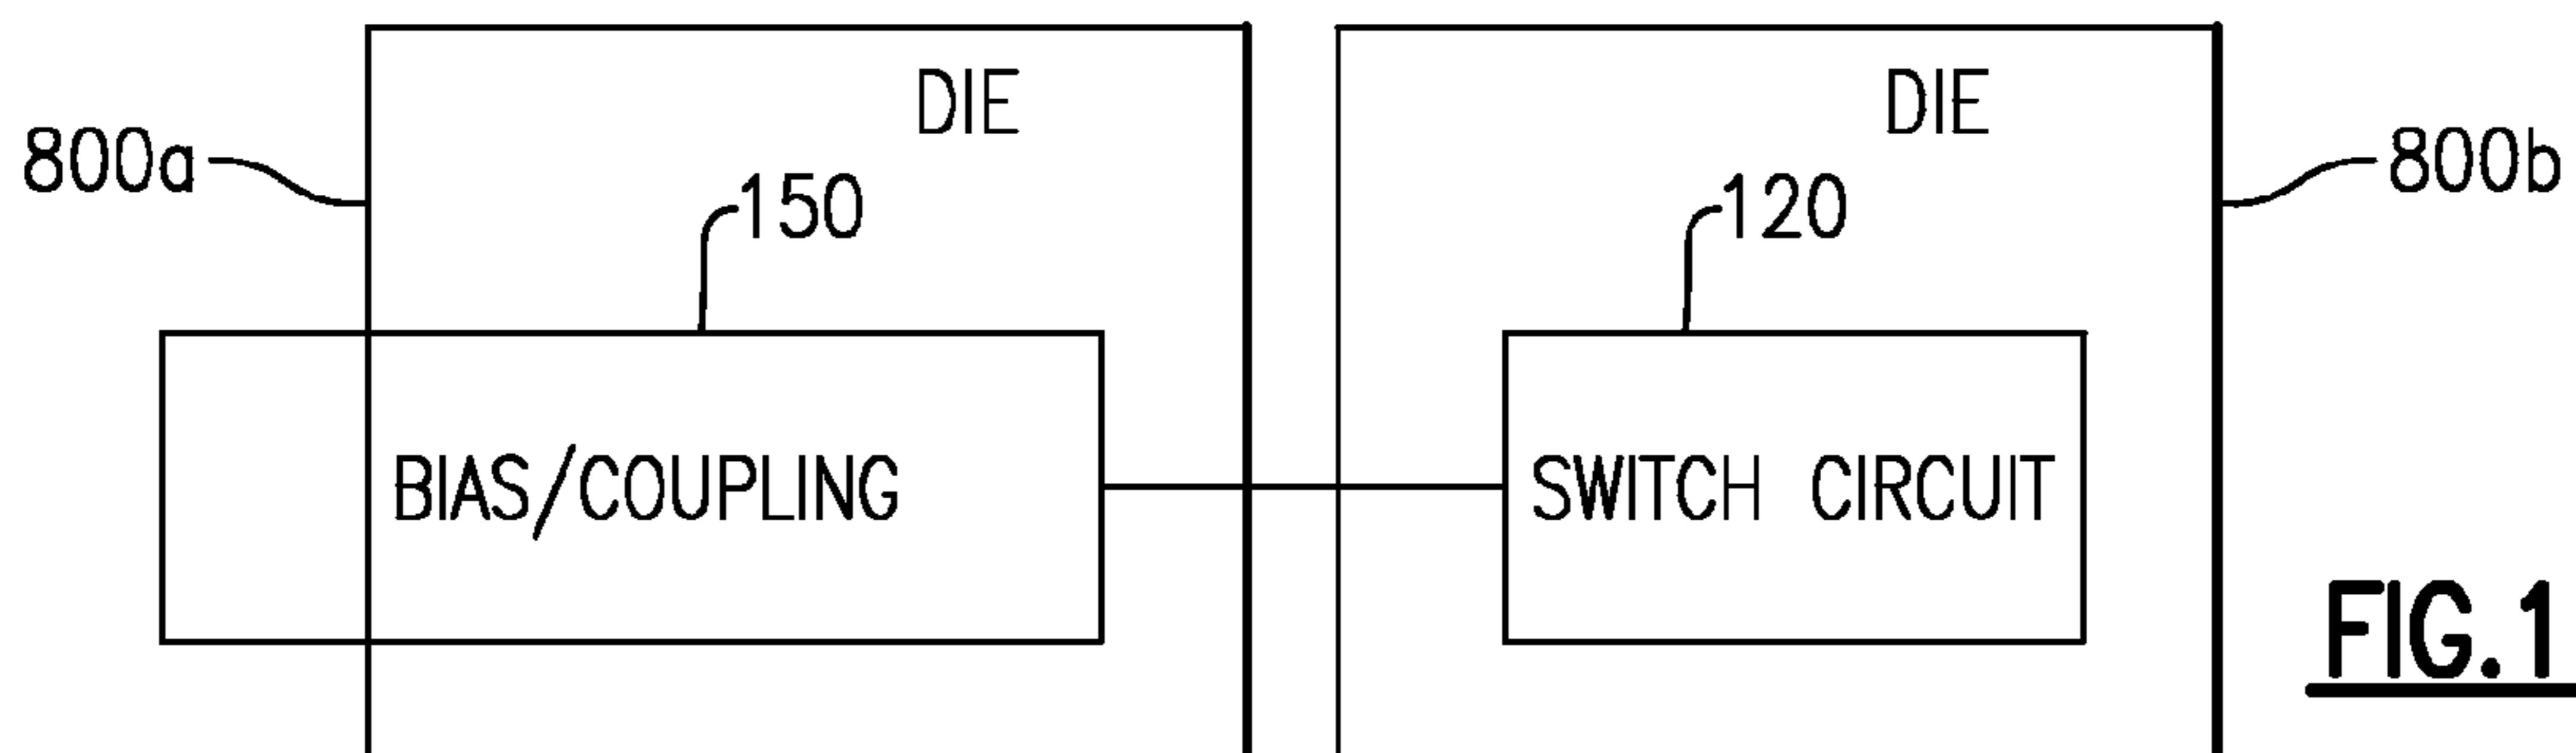 DIE
DIE
800a
800b
150
120
BIAS/COUPLING
SWITCH CIRCUIT
FIG.1